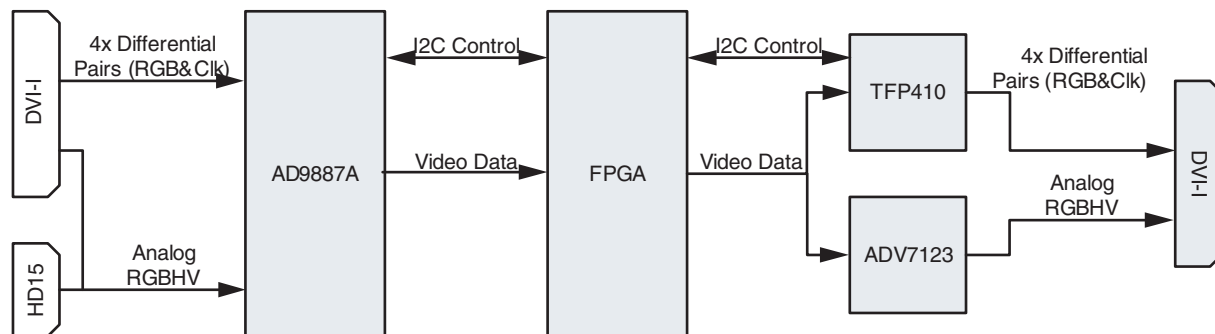 DVI-I
4x Differential
Pairs (RGB&Clk)
HD15
Analog
RGBHV
AD9887A
I2C Control
Video Data
FPGA
I2C Control
Video Data
TFP410
ADV7123
4x Differential
Pairs (RGB&Clk)
Analog
RGBHV
DVI-I